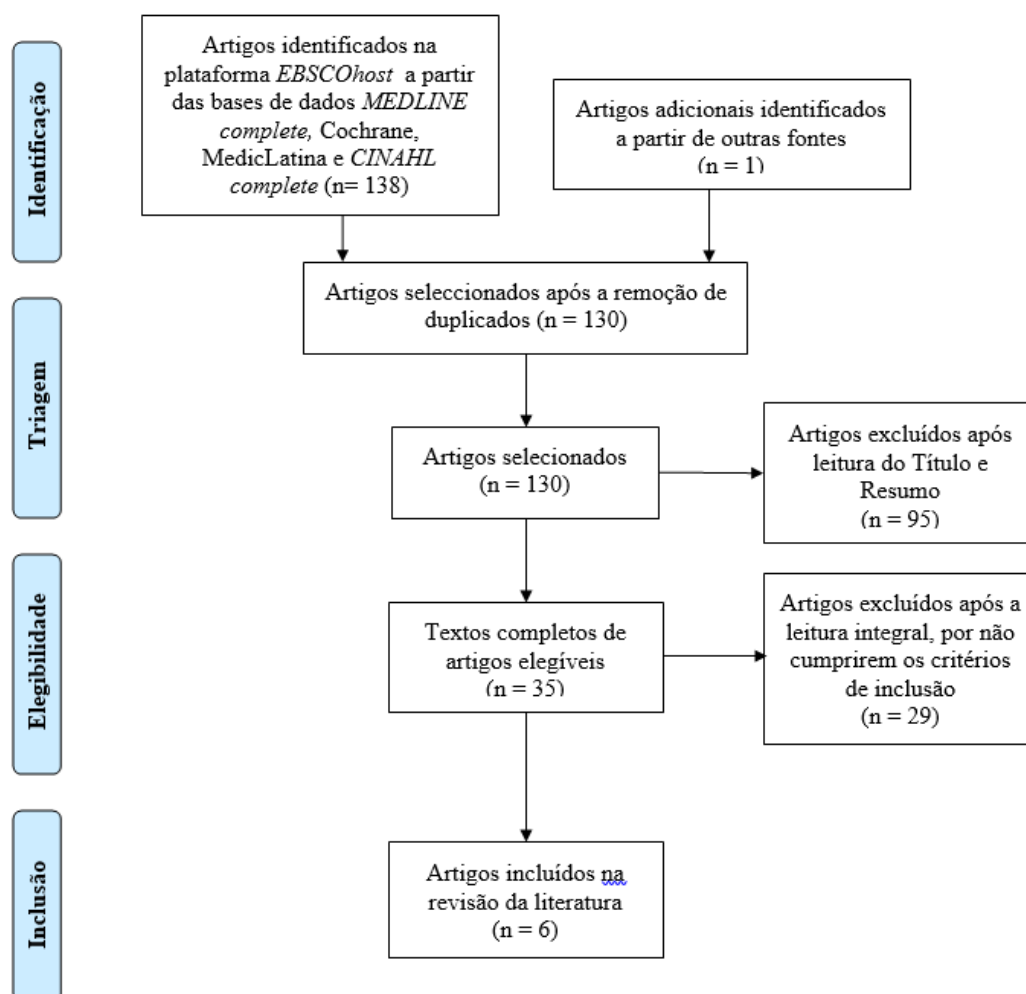 Identificação
Artigos identificados na
plataforma EBSCOhost a partir
das bases de dados MEDLINE
complete, Cochrane,
MedicLatina e CINAHL
complete (n= 138)
Artigos adicionais identificados
a partir de outras fontes
(n = 1)
Triagem
Artigos seleccionados após a remoção de
duplicados (n = 130)
Artigos selecionados
(n = 130)
Artigos excluídos após
leitura do Título e
Resumo
(n = 95)
Elegibilidade
Textos completos de
artigos elegíveis
(n = 35)
Artigos excluídos após a
leitura integral, por não
cumprirem os critérios
de inclusão
(n = 29)
Inclusão
Artigos incluídos na
revisão da literatura
(n = 6)